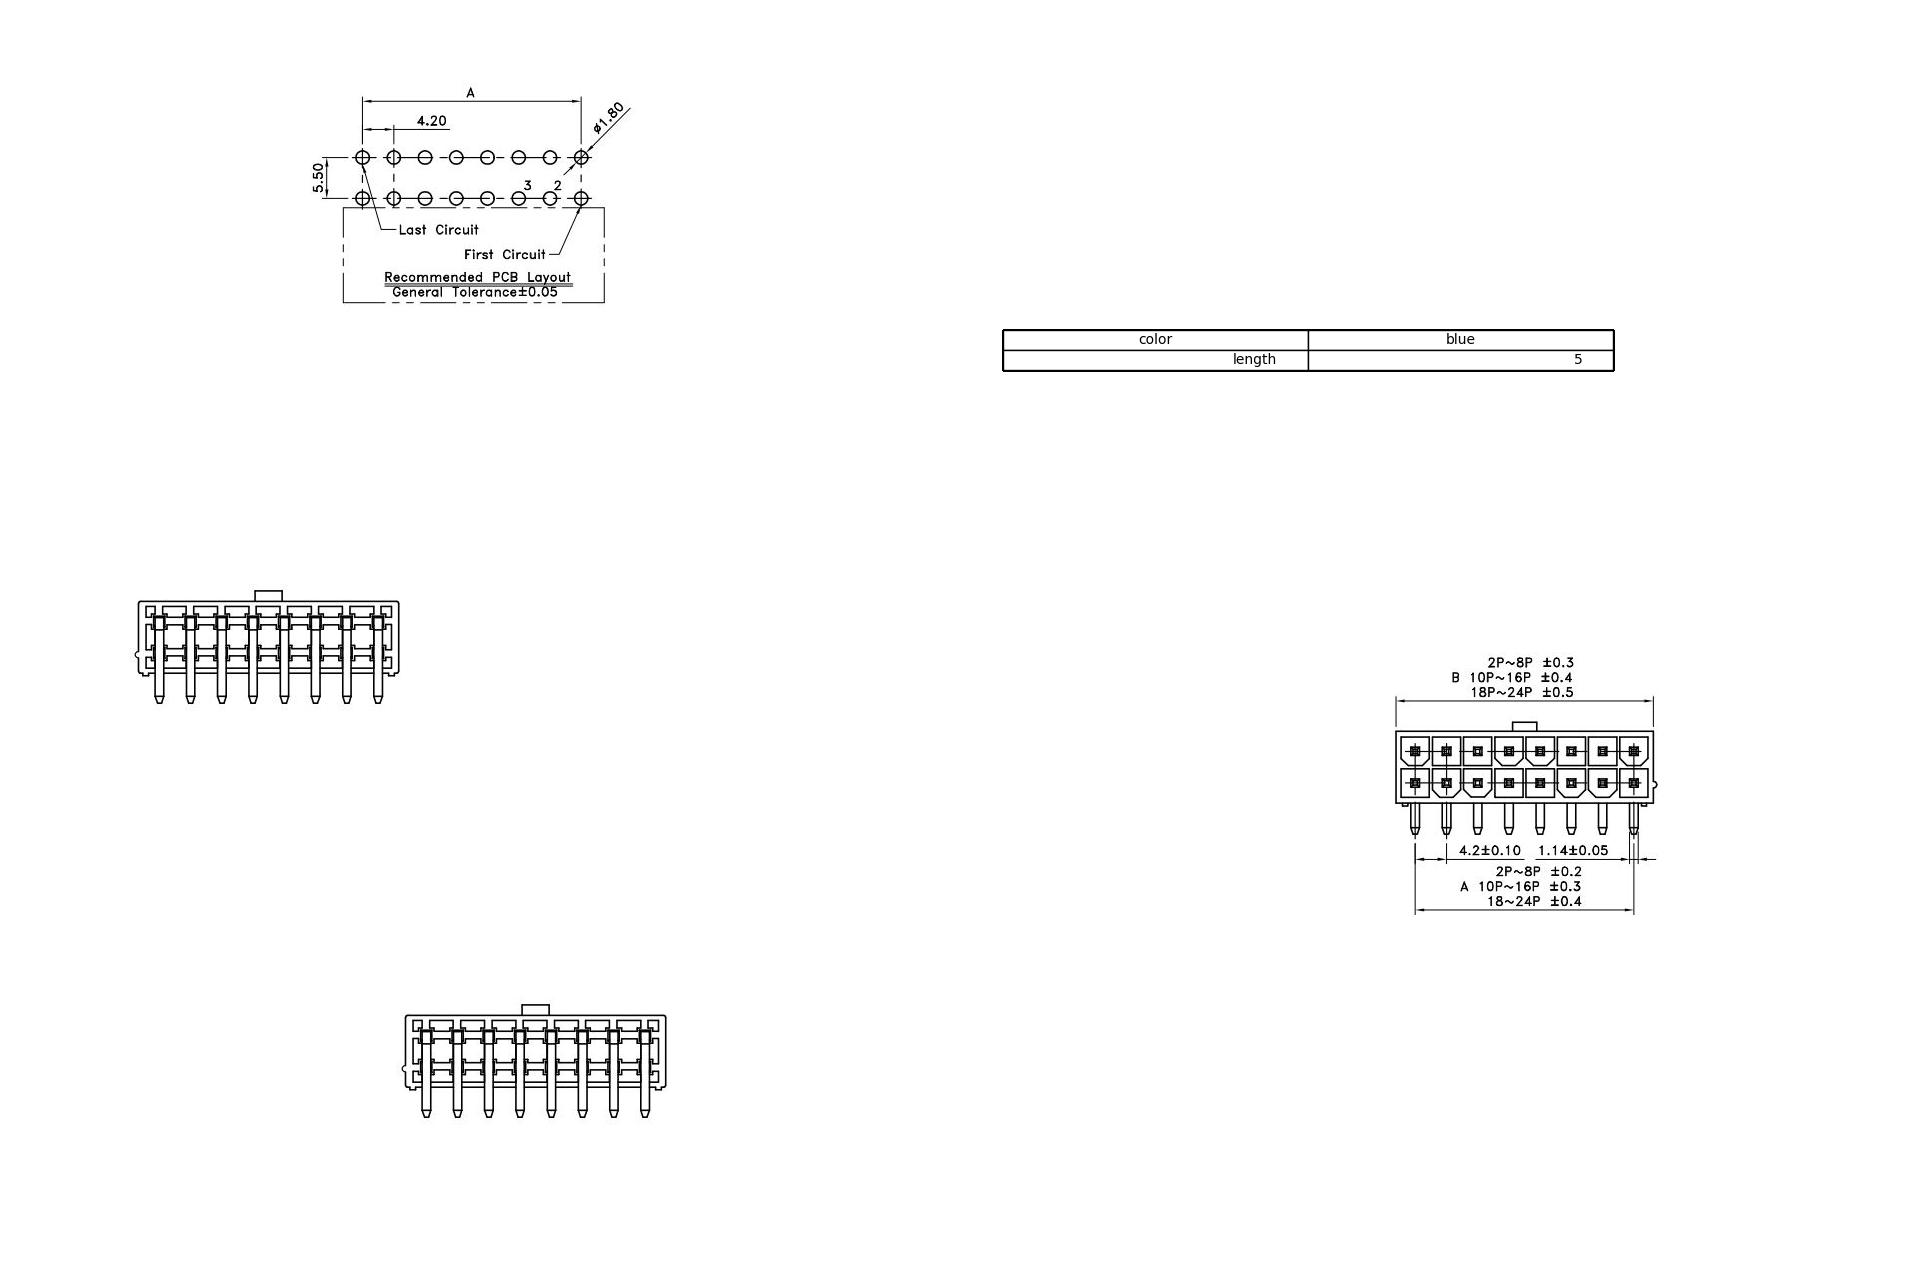 A
4.20
ø1.80
5.50
3 2
Last Circuit
First Circuit
Recommended PCB Layout
General Tolerance±0.05
color blue
length 5
2P~8P ±0.3
B 10P~16P ±0.4
18P~24P ±0.5
4.2±0.10 1.14±0.05
2P~8P ±0.2
A 10P~16P ±0.3
18~24P ±0.4